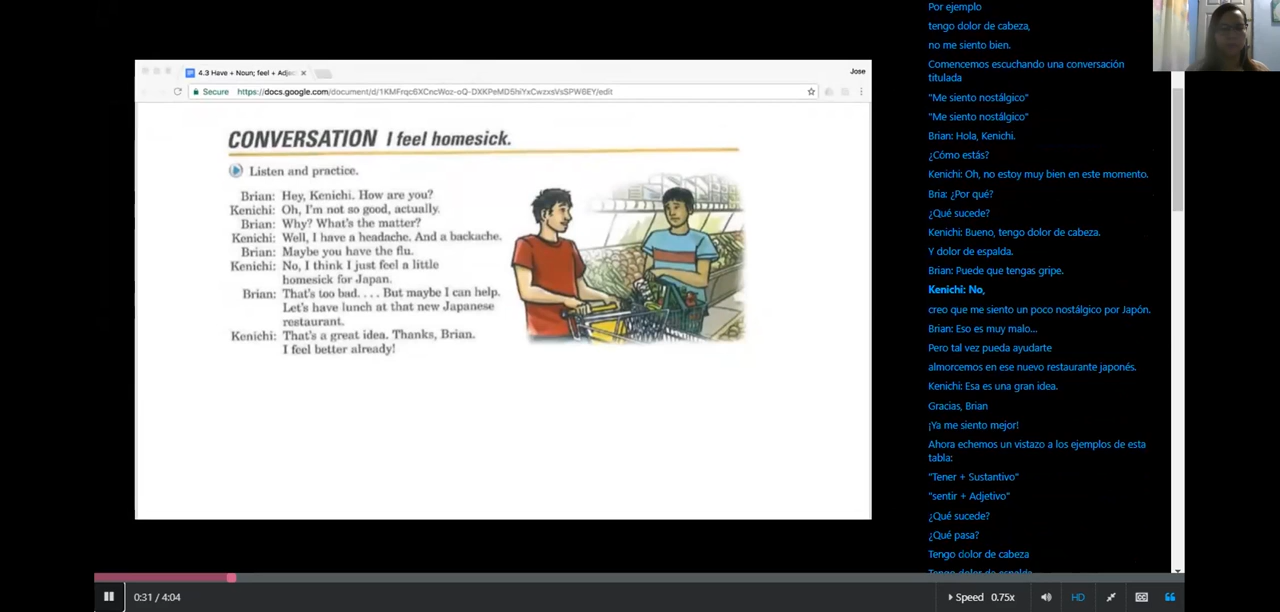 4.3 Have + Noun; feel + Adjec
Jose
Secure
CONVERSATION I feel homesick.
Listen and practice.
Brian: Hey, Kenichi. How are you?
Kenichi: Oh, I'm not so good, actually.
Brian: Why? What's the matter?
Kenichi: Well, I have a headache. And a backache.
Brian: Maybe you have the flu.
Kenichi: No, I think I just feel a little
homesick for Japan.
Brian: That's too bad. . . . But maybe I can help.
Let's have lunch at that new Japanese
restaurant.
Kenichi: That's a great idea. Thanks, Brian.
I feel better already!
Por ejemplo
tengo dolor de cabeza,
no me siento bien.
Comencemos escuchando una conversación
titulada
"Me siento nostálgico"
"Me siento nostálgico"
Brian: Hola, Kenichi.
¿Cómo estás?
Kenichi: Oh, no estoy muy bien en este momento.
Bria: ¿Por qué?
¿Qué sucede?
Kenichi: Bueno, tengo dolor de cabeza.
Y dolor de espalda.
Brian: Puede que tengas gripe.
Kenichi: No,
creo que me siento un poco nostálgico por Japón.
Brian: Eso es muy malo...
Pero tal vez pueda ayudarte
almorcemos en ese nuevo restaurante japonés.
Kenichi: Esa es una gran idea.
Gracias, Brian
¡Ya me siento mejor!
Ahora echemos un vistazo a los ejemplos de esta
tabla:
"Tener + Sustantivo"
"sentir + Adjetivo"
¿Qué sucede?
¿Qué pasa?
Tengo dolor de cabeza
Tengo dolor de espalda
0:31 / 4:04
Speed 0.75x
HD
CC